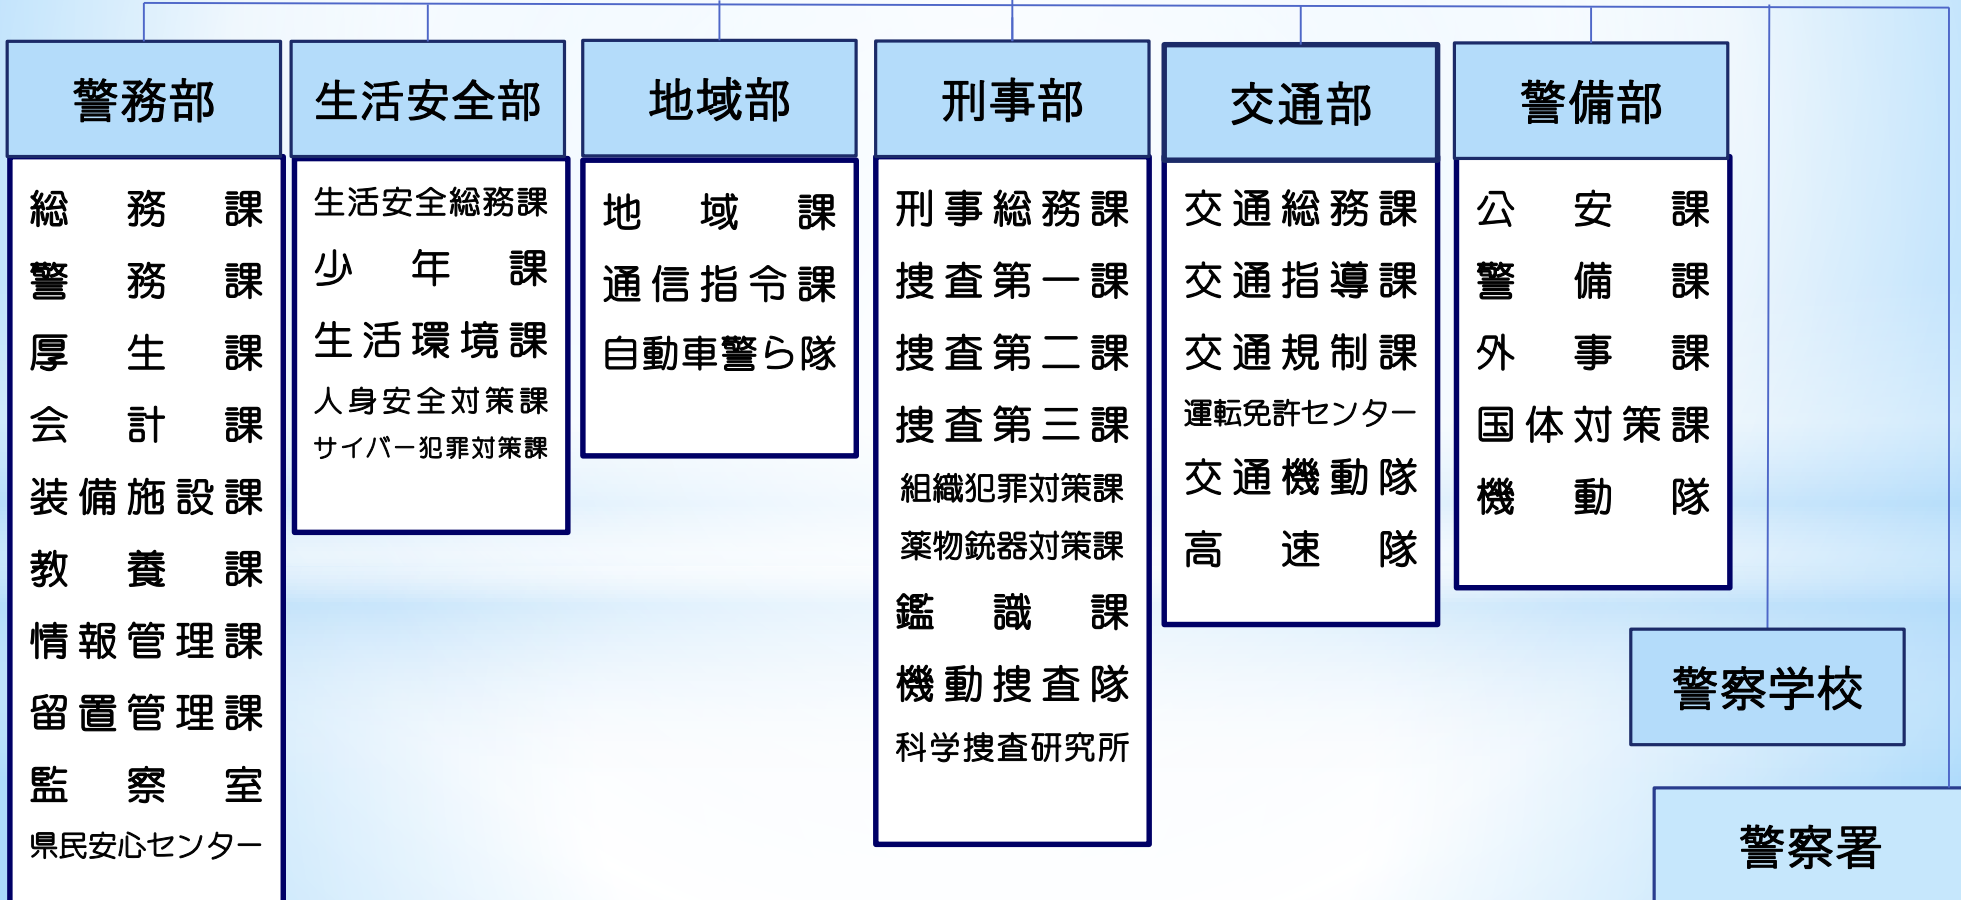 警務部
総務課
警務課
厚生課
会計課
装備施設課
教養課
情報管理課
留置管理課
監察室
県民安心センター
生活安全部
生活安全総務課
少年課
生活環境課
人身安全対策課
サイバー犯罪対策課
地域部
地域課
通信指令課
自動車警ら隊
刑事部
刑事総務課
捜査第一課
捜査第二課
捜査第三課
組織犯罪対策課
薬物銃器対策課
鑑識課
機動捜査隊
科学捜査研究所
交通部
交通総務課
交通指導課
交通規制課
運転免許センター
交通機動隊
高速隊
警備部
公安課
警備課
外事課
国体対策課
機動隊
警察学校
警察署